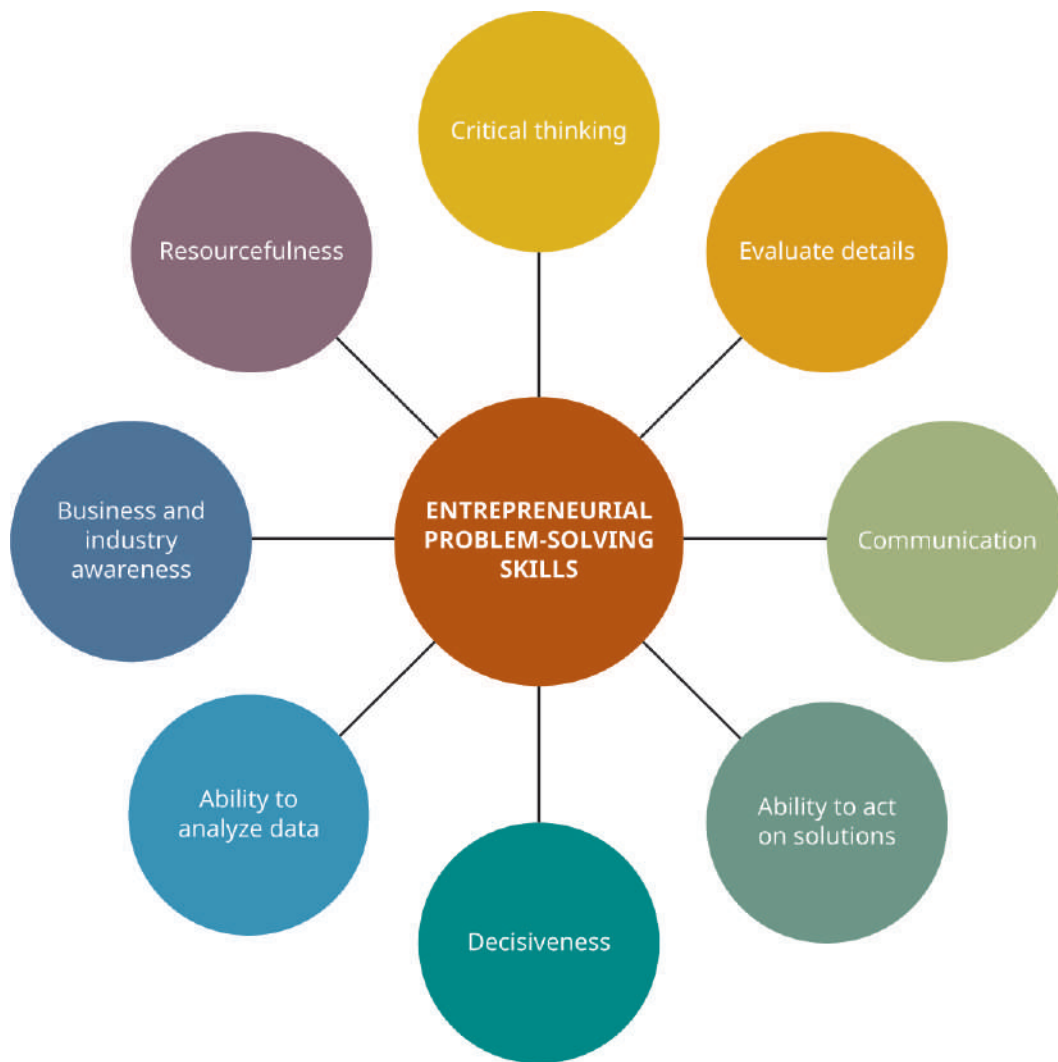 Critical thinking
Evaluate details
Communication
Ability to act
on solutions
Decisiveness
Ability to
analyze data
Business and
industry
awareness
Resourcefulness
ENTREPRENEURIAL
PROBLEM-SOLVING
SKILLS